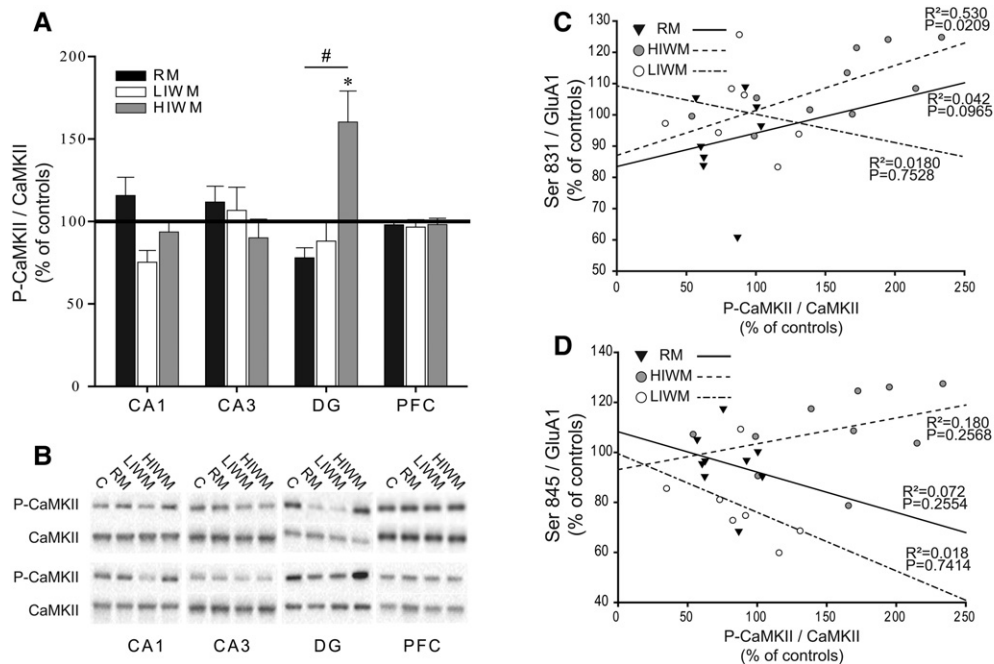 A
P-CaMKII / CaMKII
(% of controls)
200
150
100
50
0
RM
LIWM
HIWM
#
*
CA1 CA3 DG PFC
B
C RM LIWM HIWM C RM LIWM HIWM C RM LIWM HIWM C RM LIWM HIWM
P-CaMKII
CaMKII
P-CaMKII
CaMKII
CA1 CA3 DG PFC
C
Ser 831 / GluA1
(% of controls)
130
120
110
100
90
80
70
60
50
RM
HIWM
LIWM
R²=0.530
P=0.0209
R²=0.042
P=0.0965
R²=0.0180
P=0.7528
0 50 100 150 200 250
P-CaMKII / CaMKII
(% of controls)
D
Ser 845 / GluA1
(% of controls)
140
120
100
80
60
40
RM
HIWM
LIWM
R²=0.180
P=0.2568
R²=0.072
P=0.2554
R²=0.018
P=0.7414
0 50 100 150 200 250
P-CaMKII / CaMKII
(% of controls)